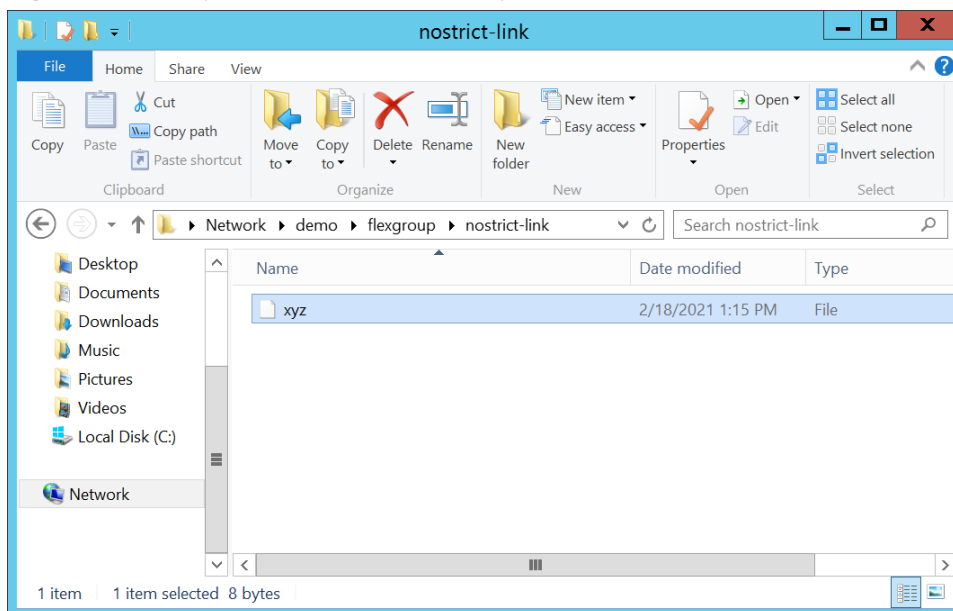 nostrict-link
File Home Share View
Copy
Paste
Cut
Copy path
Paste shortcut
Clipboard
Move to
Copy to
Delete
Rename
Organize
New folder
New item
Easy access
New
Properties
Open
Edit
Open
Select all
Select none
Invert selection
Select
Network demo flexgroup nostrict-link
Search nostrict-link
Desktop
Documents
Downloads
Music
Pictures
Videos
Local Disk (C:)
Network
Name Date modified Type
xyz 2/18/2021 1:15 PM File
1 item 1 item selected 8 bytes